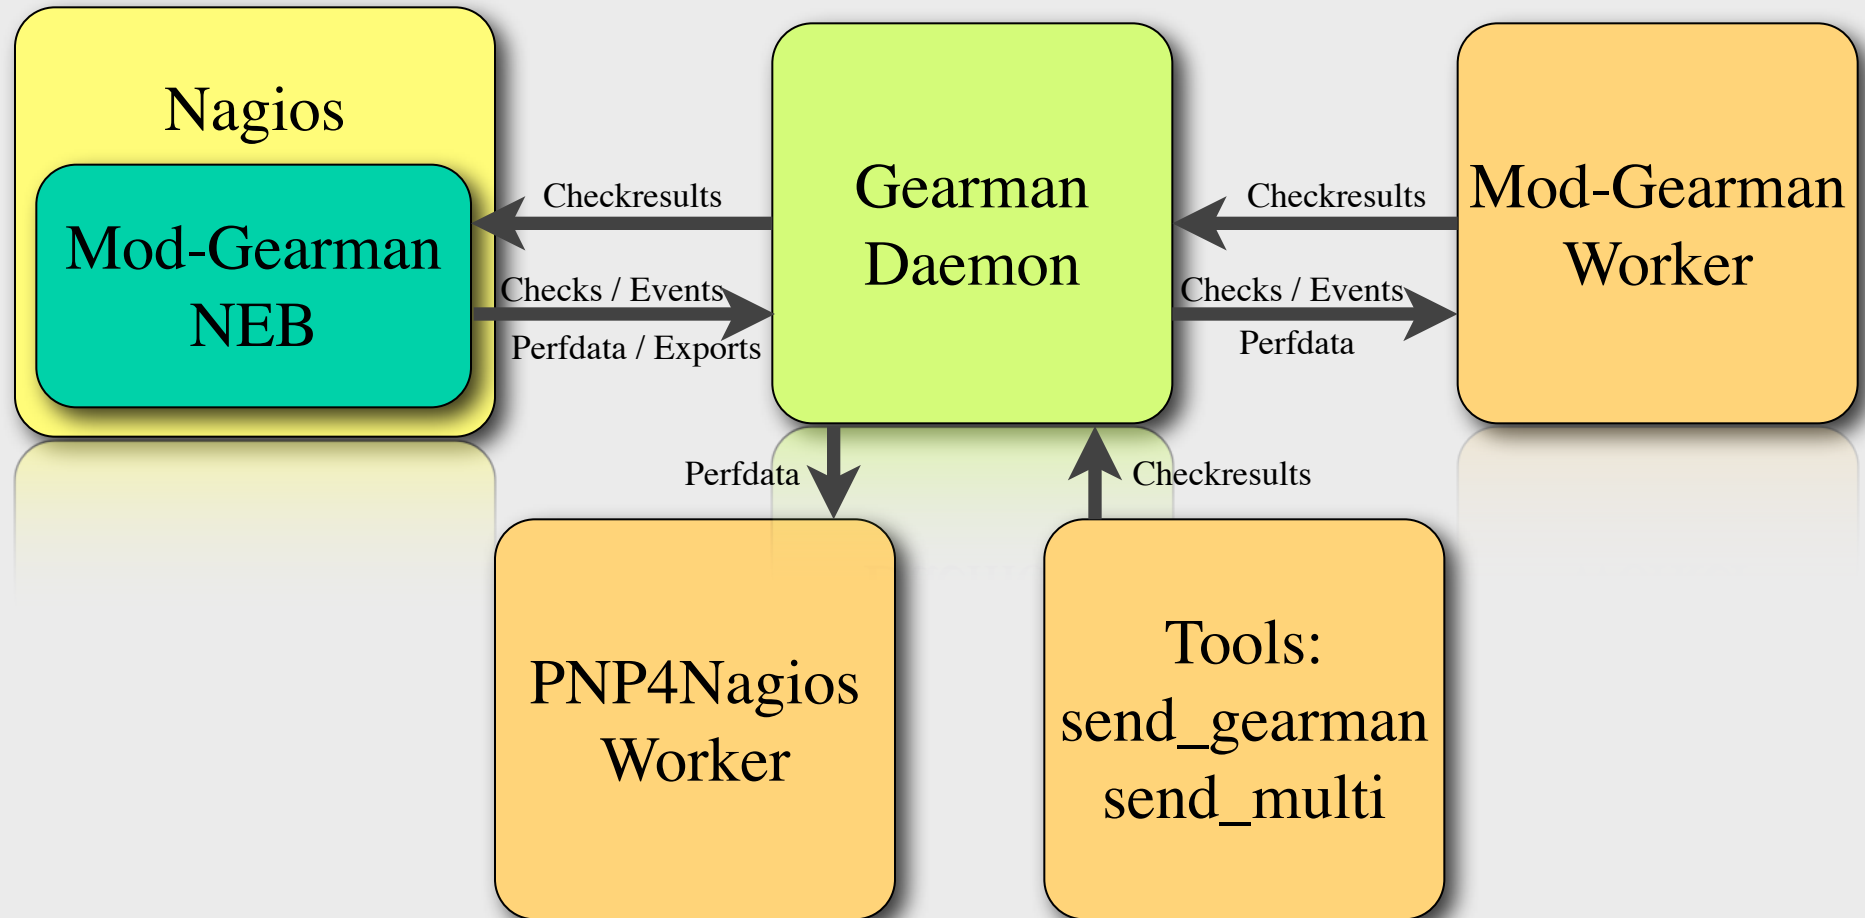 Nagios
Mod-Gearman
NEB
Checkresults
Checks / Events
Perfdata / Exports
Gearman
Daemon
Checkresults
Checks / Events
Perfdata
Mod-Gearman
Worker
Perfdata
Checkresults
PNP4Nagios
Worker
Tools:
send_gearman
send_multi